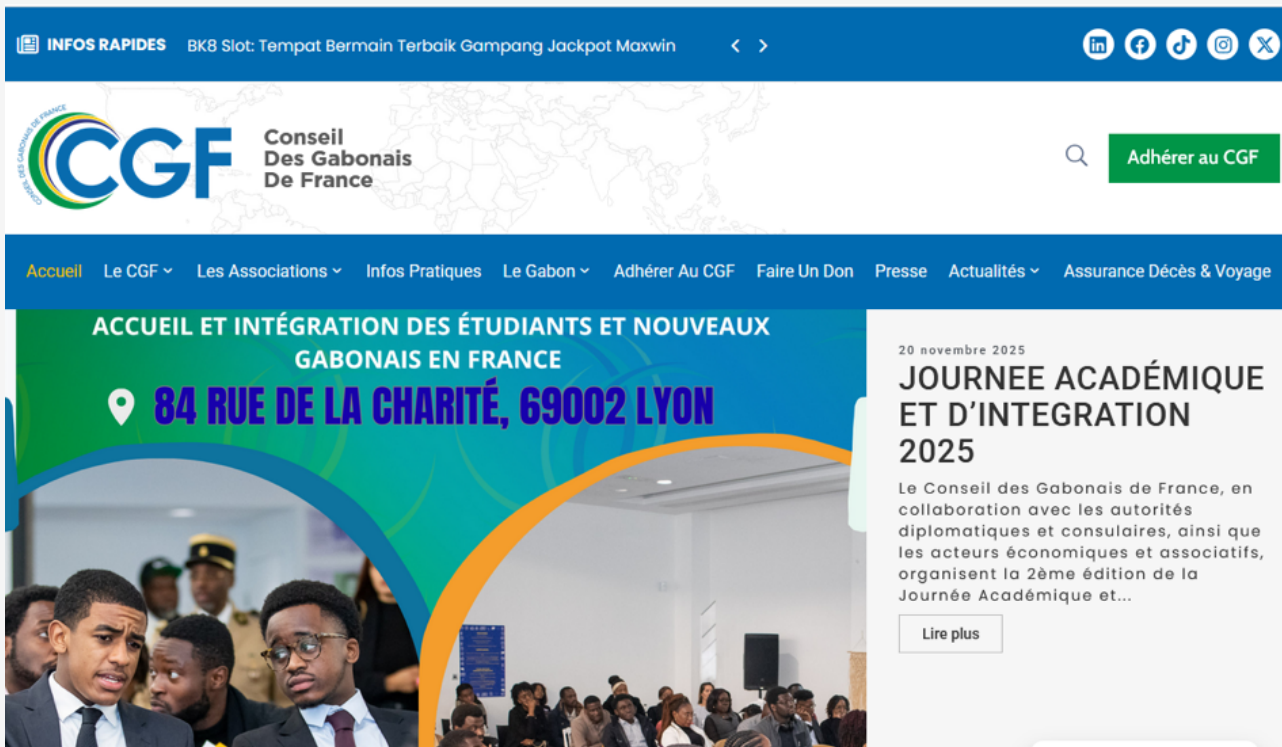 INFOS RAPIDES BK8 Slot: Tempat Bermain Terbaik Gampang Jackpot Maxwin
CONSEIL DES GABONAIS DE FRANCE
CGF
Conseil
Des Gabonais
De France
Adhérer au CGF
Accueil Le CGF Les Associations Infos Pratiques Le Gabon Adhérer Au CGF Faire Un Don Presse Actualités Assurance Décès & Voyage
ACCUEIL ET INTÉGRATION DES ÉTUDIANTS ET NOUVEAUX
GABONAIS EN FRANCE
84 RUE DE LA CHARITÉ, 69002 LYON
20 novembre 2025
JOURNEE ACADÉMIQUE
ET D’INTEGRATION
2025
Le Conseil des Gabonais de France, en
collaboration avec les autorités
diplomatiques et consulaires, ainsi que
les acteurs économiques et associatifs,
organisent la 2ème édition de la
Journée Académique et...
Lire plus